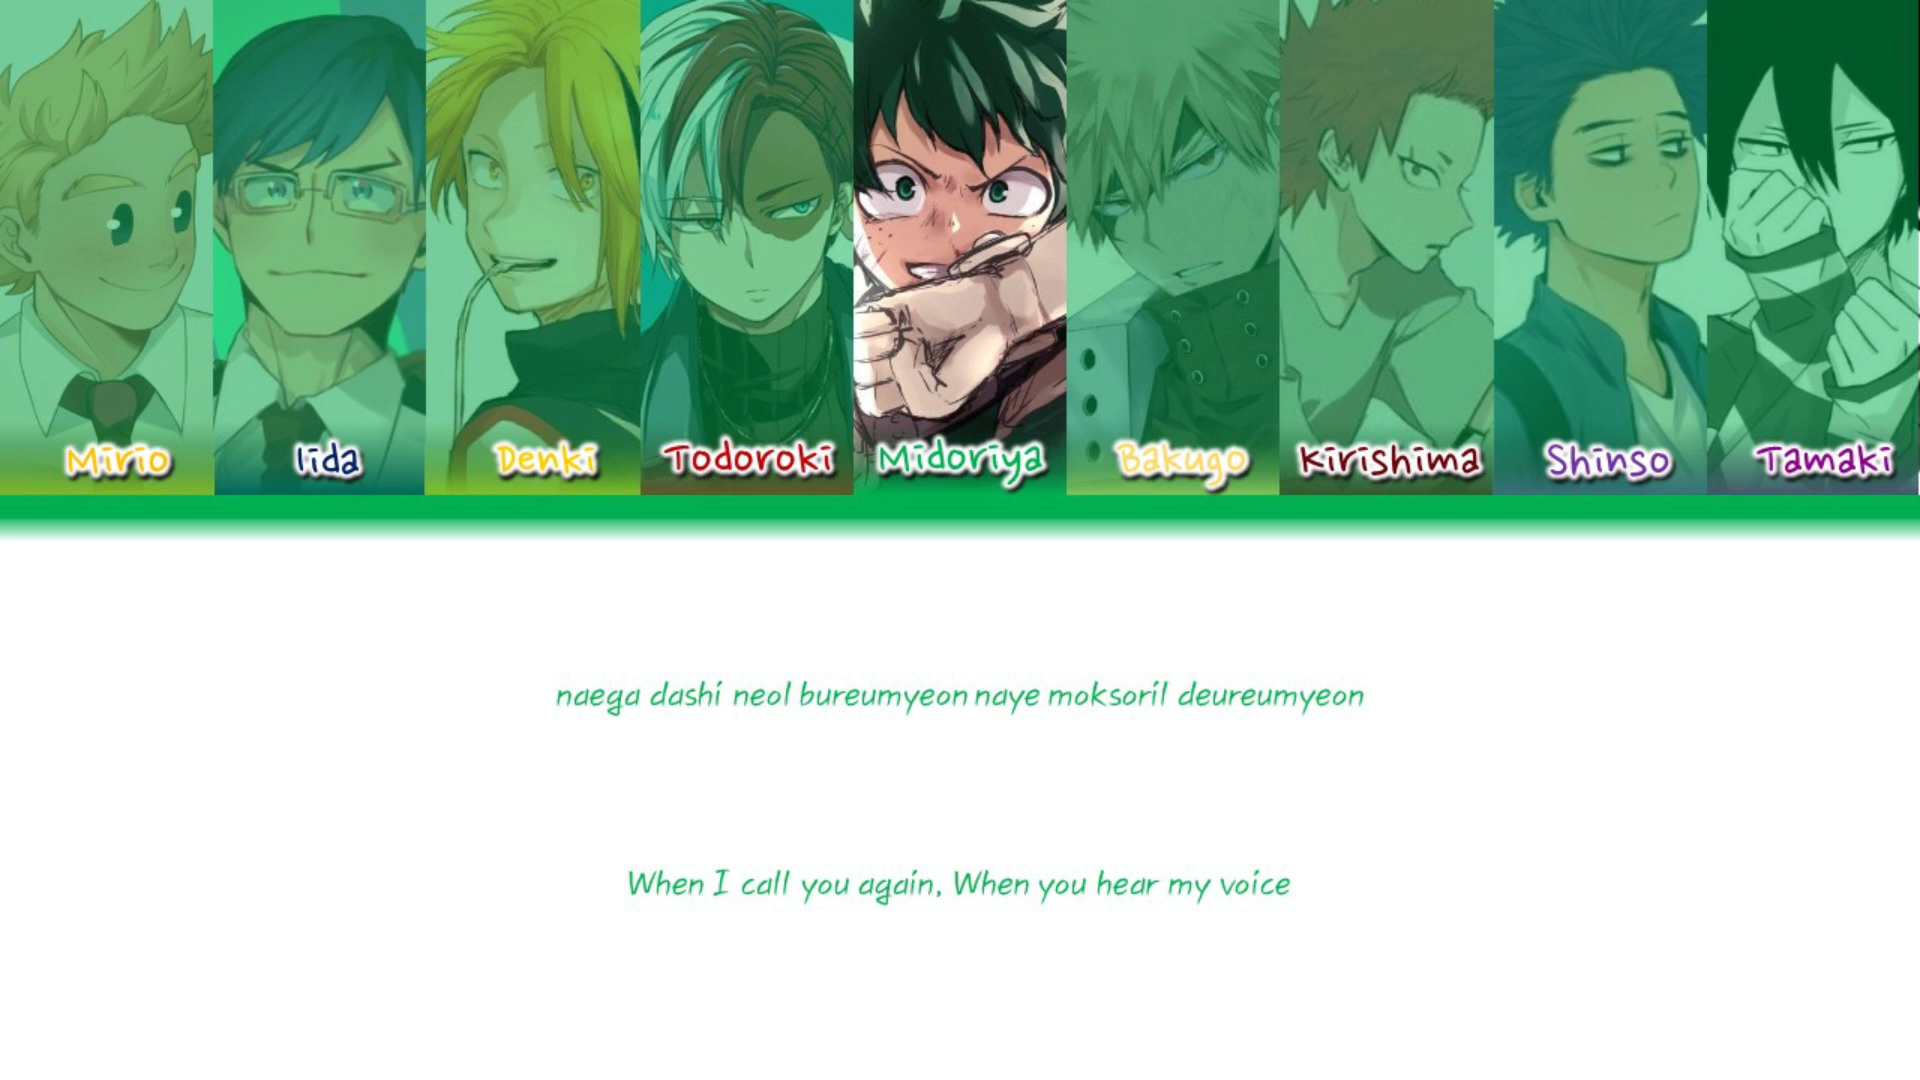 Mirio Iida Denki Todoroki Midoriya Bakugo Kirishima Shinso Tamaki
naega dashi neol bureumyeon naye moksoril deureumyeon
When I call you again, When you hear my voice